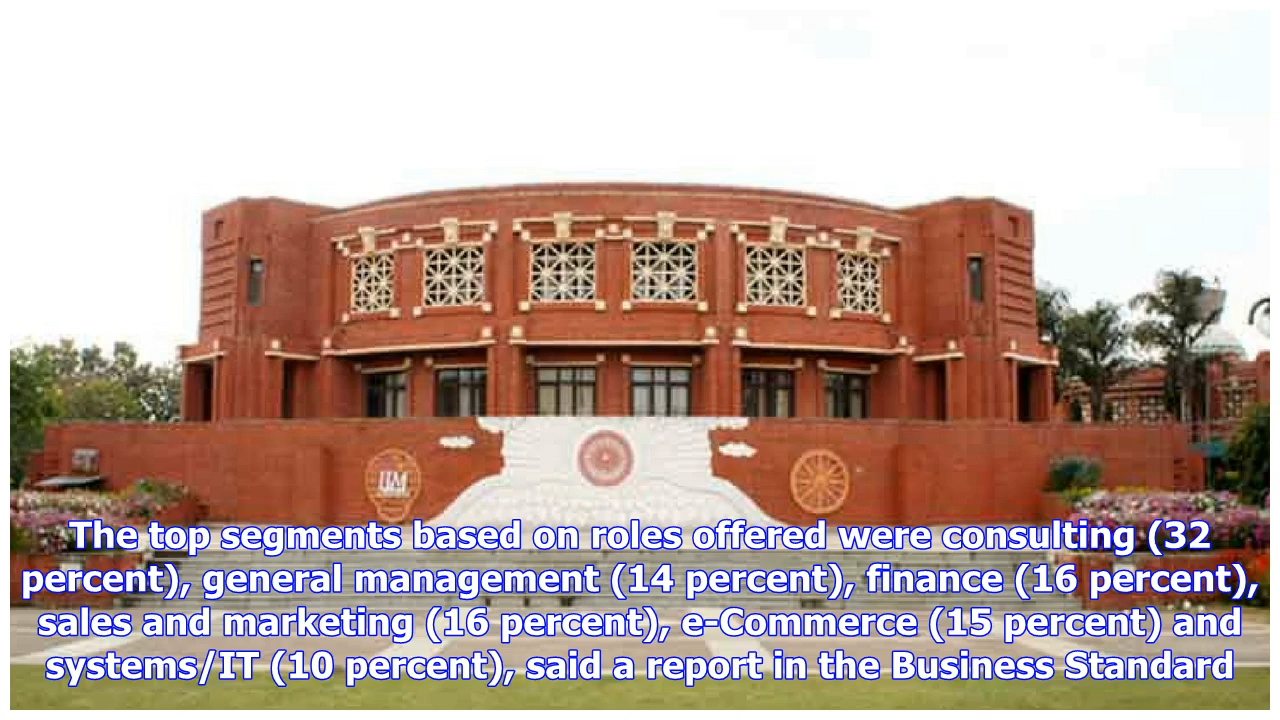 IIM
The top segments based on roles offered were consulting (32
percent), general management (14 percent), finance (16 percent),
sales and marketing (16 percent), e-Commerce (15 percent) and
systems/IT (10 percent), said a report in the Business Standard